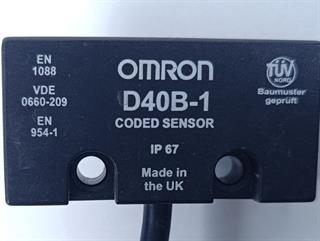 EN
1088
VDE
0660-209
EN
954-1
OMRON
D40B-1
CODED SENSOR
IP 67
Made in
the UK
TÜV
NORD
Baumuster
geprüft